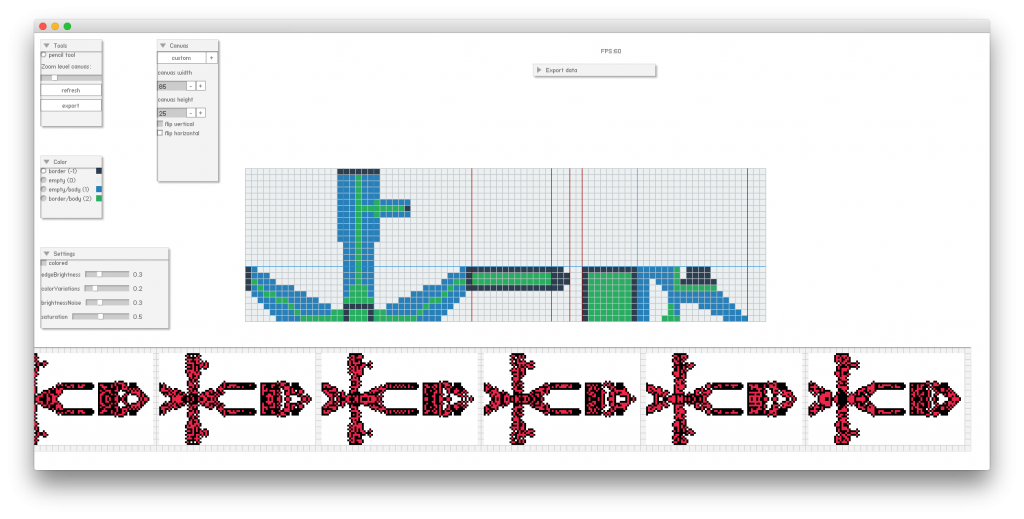 Tools
pencil tool
Zoom level canvas:
refresh
export
Canvas
custom
+
canvas width
85
-
+
canvas height
25
-
+
flip vertical
flip horizontal
FPS:60
Export data
Color
border (-1)
empty (0)
empty/body (1)
border/body (2)
Settings
colored
edgeBrightness 0.3
colorVariations 0.2
brightnessNoise 0.3
saturation 0.5